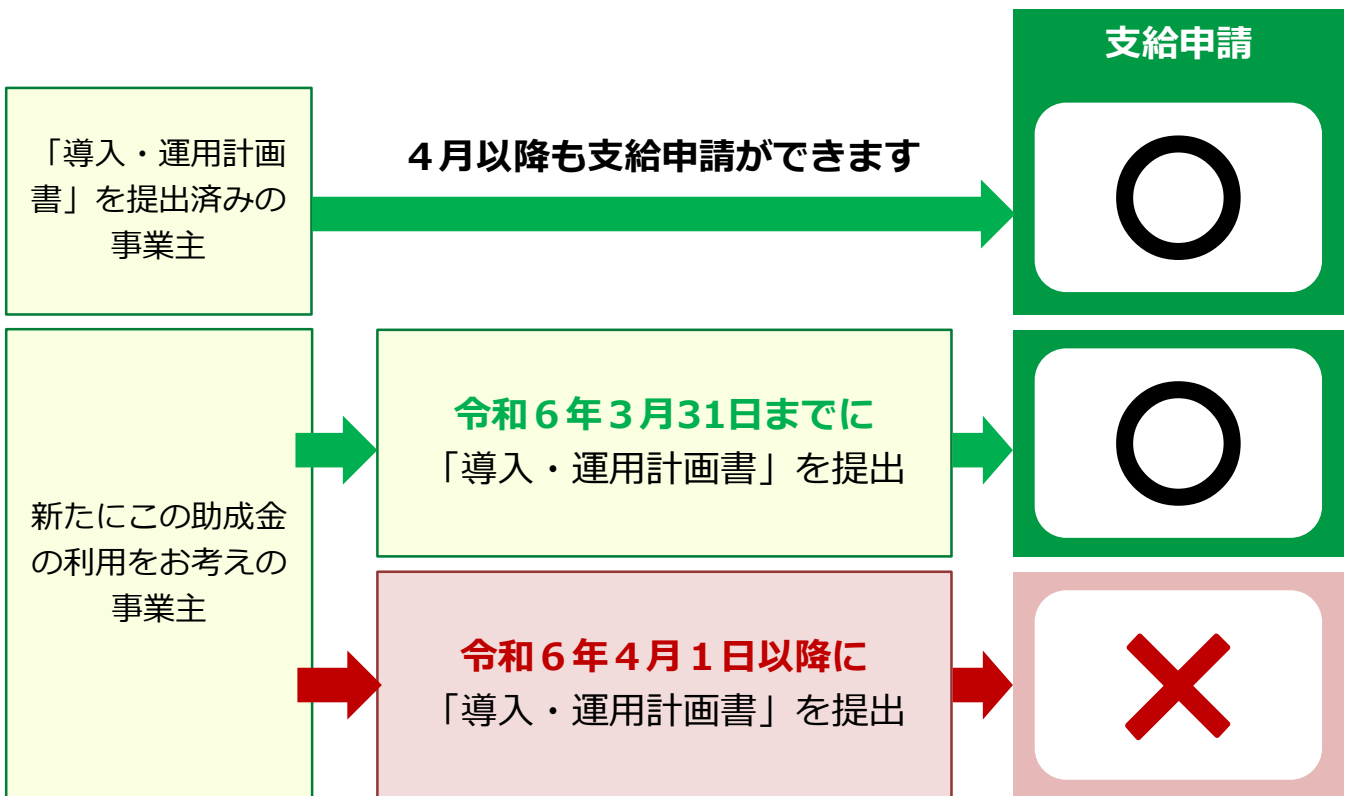 支給申請
「導入・運用計画
書」を提出済みの
事業主
４月以降も支給申請ができます
新たにこの助成金
の利用をお考えの
事業主
令和６年３月31日までに
「導入・運用計画書」を提出
令和６年４月１日以降に
「導入・運用計画書」を提出